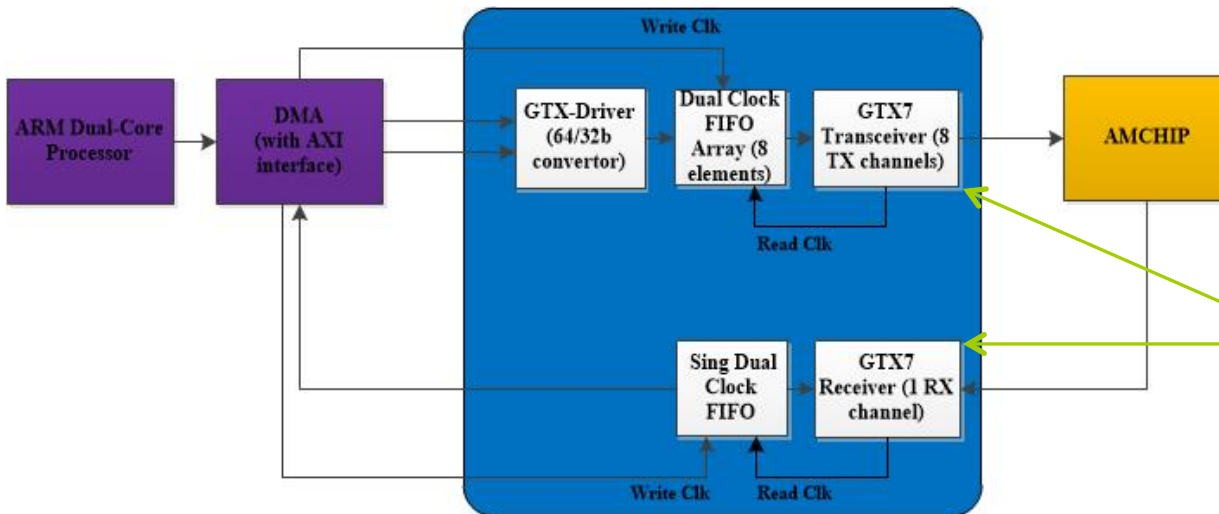 Write Clk
ARM Dual-Core
Processor
DMA
(with AXI
interface)
GTX-Driver
(64/32b
convertor)
Dual Clock
FIFO
Array (8
elements)
GTX7
Transceiver (8
TX channels)
AMCHIP
Read Clk
Sing Dual
Clock
FIFO
GTX7
Receiver (1 RX
channel)
Write Clk
Read Clk